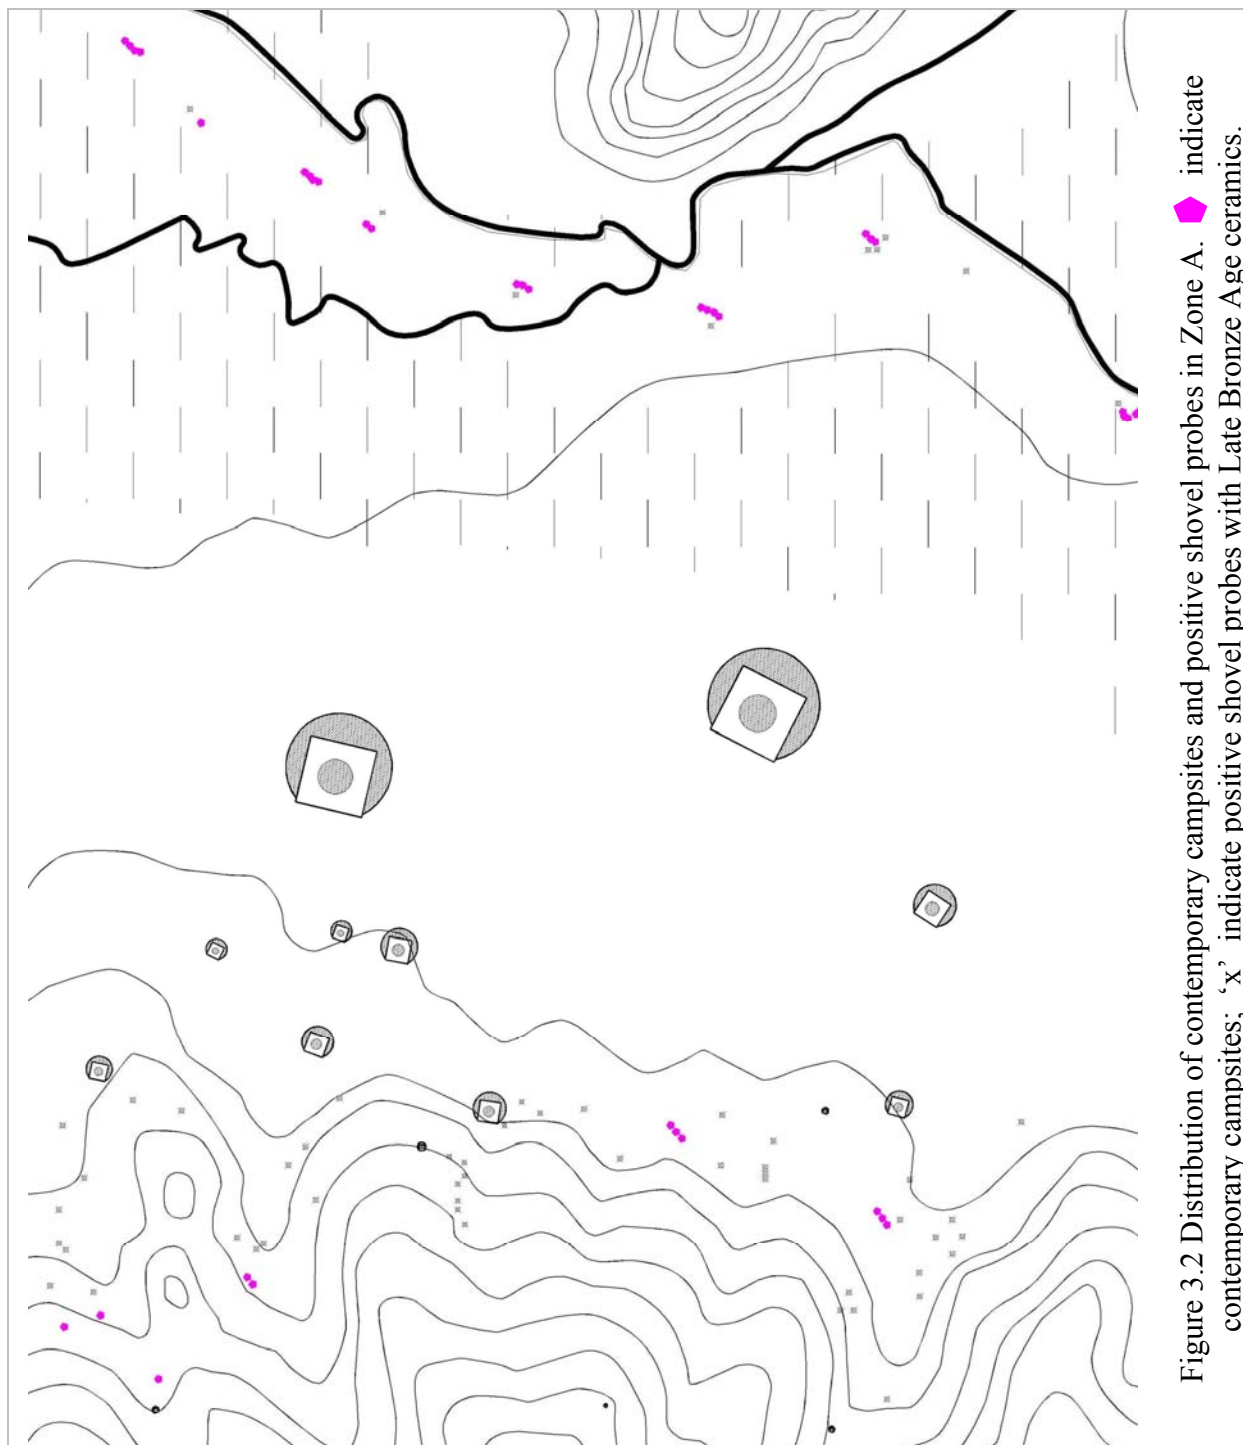 Figure 3.2 Distribution of contemporary campsites and positive shovel probes in Zone A. indicate
contemporary campsites; ‘x’ indicate positive shovel probes with Late Bronze Age ceramics.